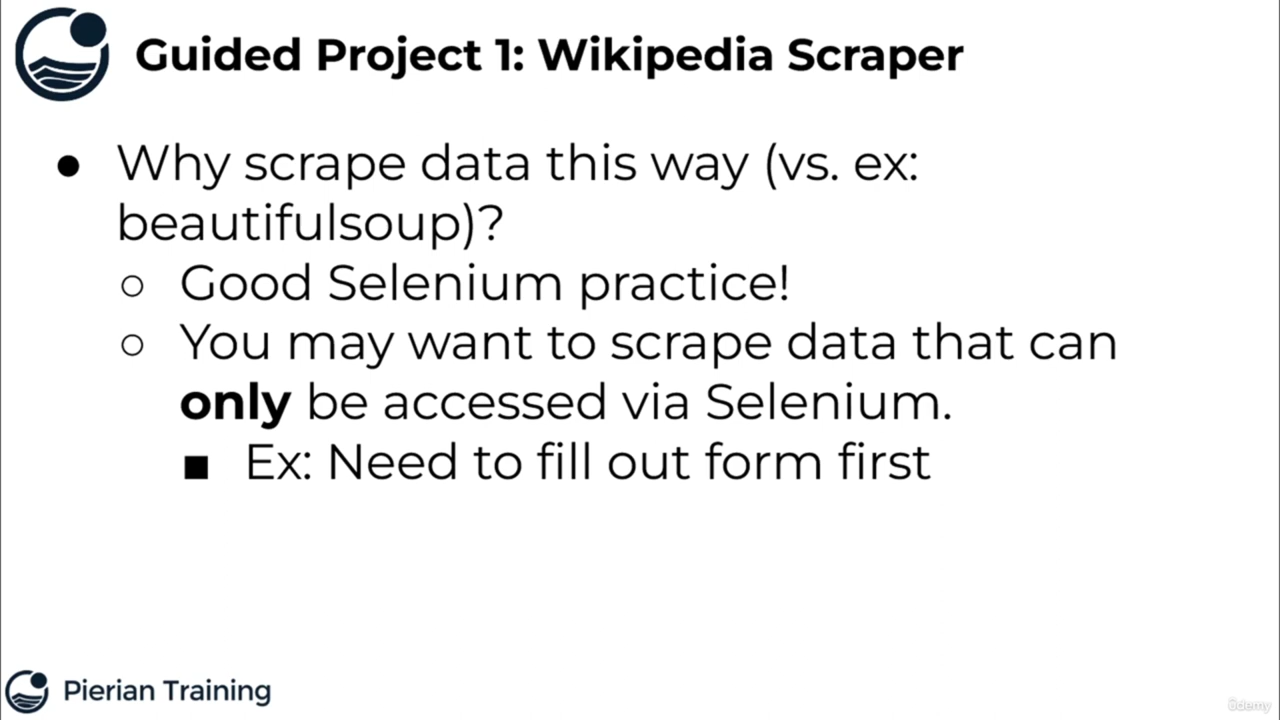 Guided Project 1: Wikipedia Scraper
● Why scrape data this way (vs. ex:
beautifulsoup)?
○ Good Selenium practice!
○ You may want to scrape data that can
only be accessed via Selenium.
■ Ex: Need to fill out form first
Pierian Training
ûdemy